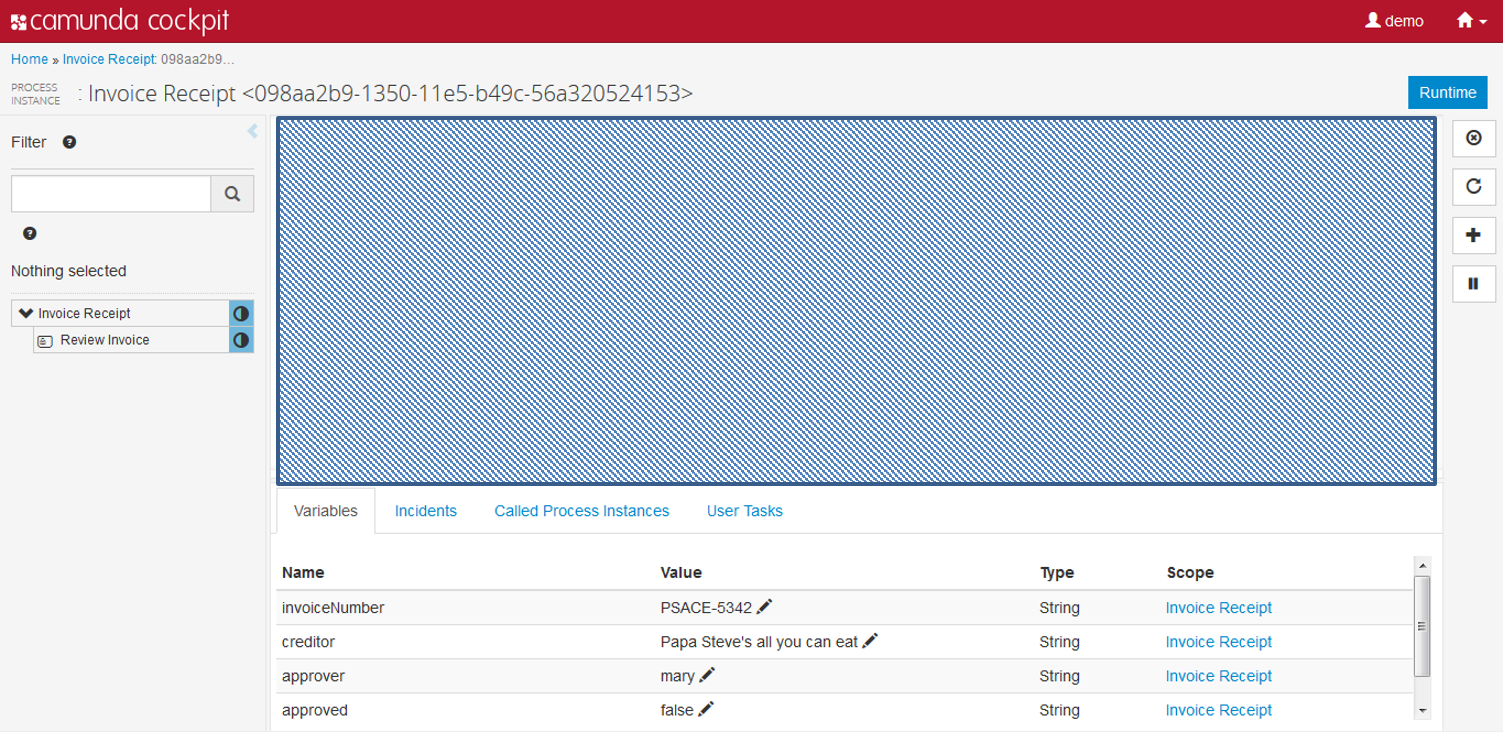 camunda cockpit
demo
Home » Invoice Receipt: 098aa2b9...
PROCESS INSTANCE : Invoice Receipt <098aa2b9-1350-11e5-b49c-56a320524153>
Runtime
Filter
Nothing selected
Invoice Receipt
Review Invoice
Variables Incidents Called Process Instances User Tasks
Name Value Type Scope
invoiceNumber PSACE-5342 String Invoice Receipt
creditor Papa Steve's all you can eat String Invoice Receipt
approver mary String Invoice Receipt
approved false String Invoice Receipt